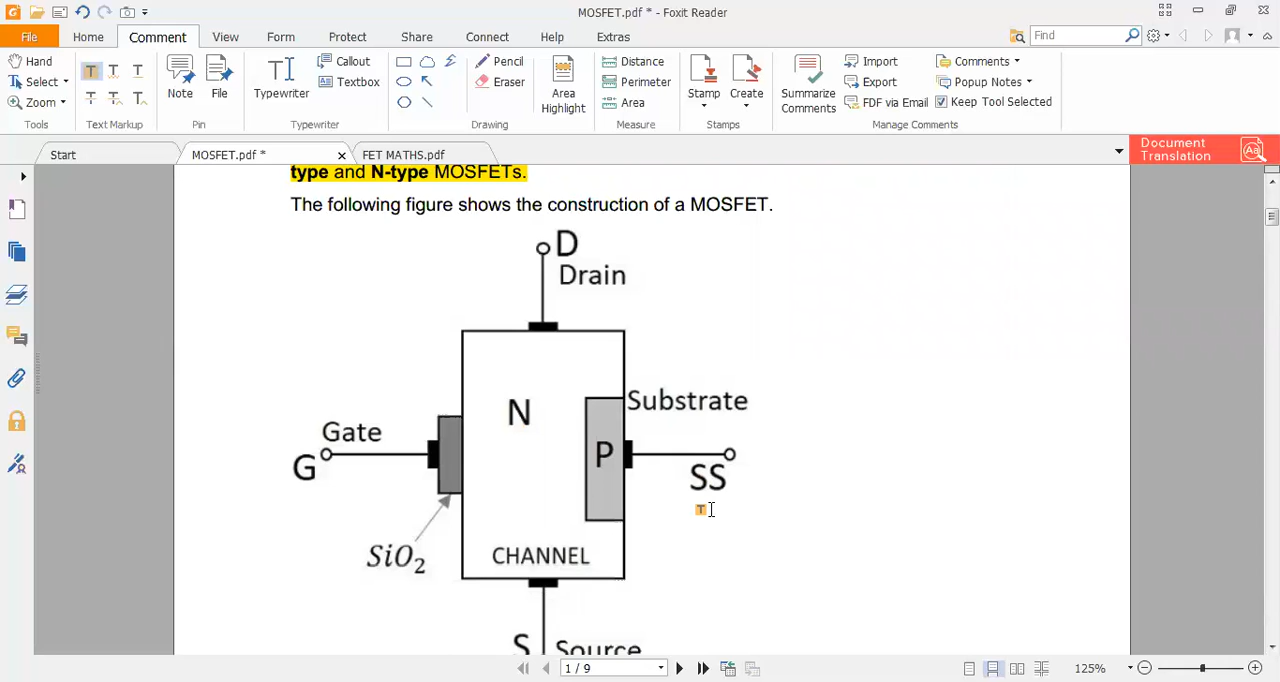 MOSFET.pdf * - Foxit Reader
File Home Comment View Form Protect Share Connect Help Extras Find
Hand Select Zoom Tools
Text Markup
Note File Pin
Typewriter Callout Textbox Typewriter
Pencil Eraser Area Highlight Drawing
Distance Perimeter Area Measure
Stamp Create Stamps
Summarize Comments Import Export FDF via Email Comments Popup Notes Keep Tool Selected Manage Comments
Start MOSFET.pdf * FET MATHS.pdf Document Translation
type and N-type MOSFETs.
The following figure shows the construction of a MOSFET.
D
Drain
N
Substrate
Gate
G
P
SS
SiO2
CHANNEL
S Source
1 / 9 125%